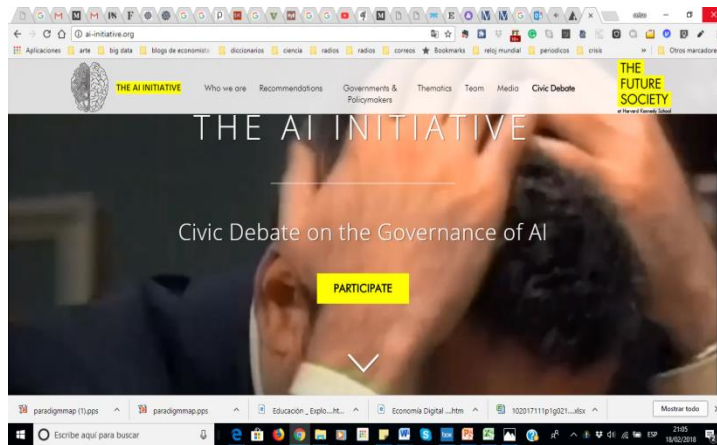 ai-initiative.org
Aplicaciones arte big data blogs de economista diccionarios ciencia radios radios correos Bookmarks reloj mundial periodicos crisis » Otros marcadore
THE AI INITIATIVE
Who we are Recommendations Governments & Policymakers Thematics Team Media Civic Debate
THE
FUTURE
SOCIETY
at Harvard Kennedy School
THE AI INITIATIVE
Civic Debate on the Governance of AI
PARTICIPATE
paradigmmap (1).pps paradigmmap.pps Educación _ Explo....ht... Economía Digital ....htm 102017111p1g021....xlsx Mostrar todo
Escribe aquí para buscar
ESP
21:05
18/02/2018